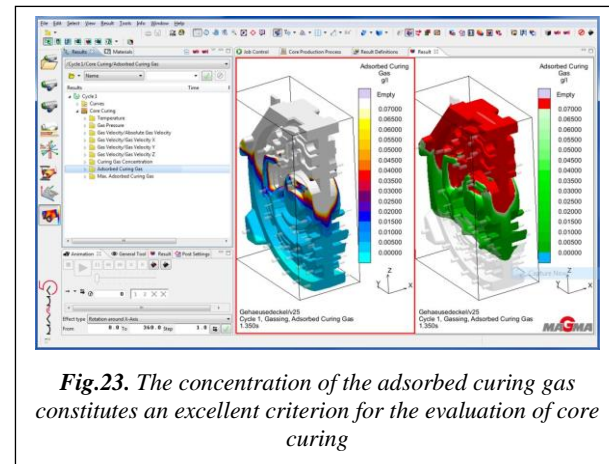 File Edit Select View Result Tools Info Window Help
Results Materials Job Control Core Production Process Result Definitions Result
/Cycle 1/Core Curing/Adsorbed Curing Gas
Name
Results Time
Cycle 1
Curves
Core Curing
Temperature
Gas Pressure
Gas Velocity/Absolute Gas Velocity
Gas Velocity/Gas Velocity X
Gas Velocity/Gas Velocity Y
Gas Velocity/Gas Velocity Z
Curing Gas Concentration
Adsorbed Curing Gas
Max. Adsorbed Curing Gas
Animation General Tool Result Post Settings
0 1 2 X X
Effect type Rotation around X-Axis
From 0.0 To 360.0 Step 1.0
Adsorbed Curing
Gas
g/l
Empty
0.07000
0.06500
0.06000
0.05500
0.05000
0.04500
0.04000
0.03500
0.03000
0.02500
0.02000
0.01500
0.01000
0.00500
0.00000
Z
Y X
Gehaeusedeckel/v25
Cycle 1, Gassing, Adsorbed Curing Gas
1.350s
Adsorbed Curing
Gas
g/l
Empty
0.07000
0.06500
0.06000
0.05500
0.05000
0.04500
0.04000
0.03500
0.03000
0.02500
0.02000
0.01500
0.01000
0.00500
0.00000
Z
Y X
Gehaeusedeckel/v25
Cycle 1, Gassing, Adsorbed Curing Gas
1.350s
MAGMA
Fig.23. The concentration of the adsorbed curing gas
constitutes an excellent criterion for the evaluation of core
curing